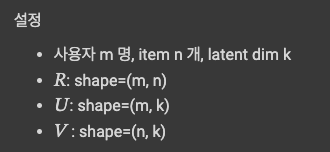 설정
• 사용자 m 명, item n 개, latent dim k
• R: shape=(m, n)
• U: shape=(m, k)
• V : shape=(n, k)